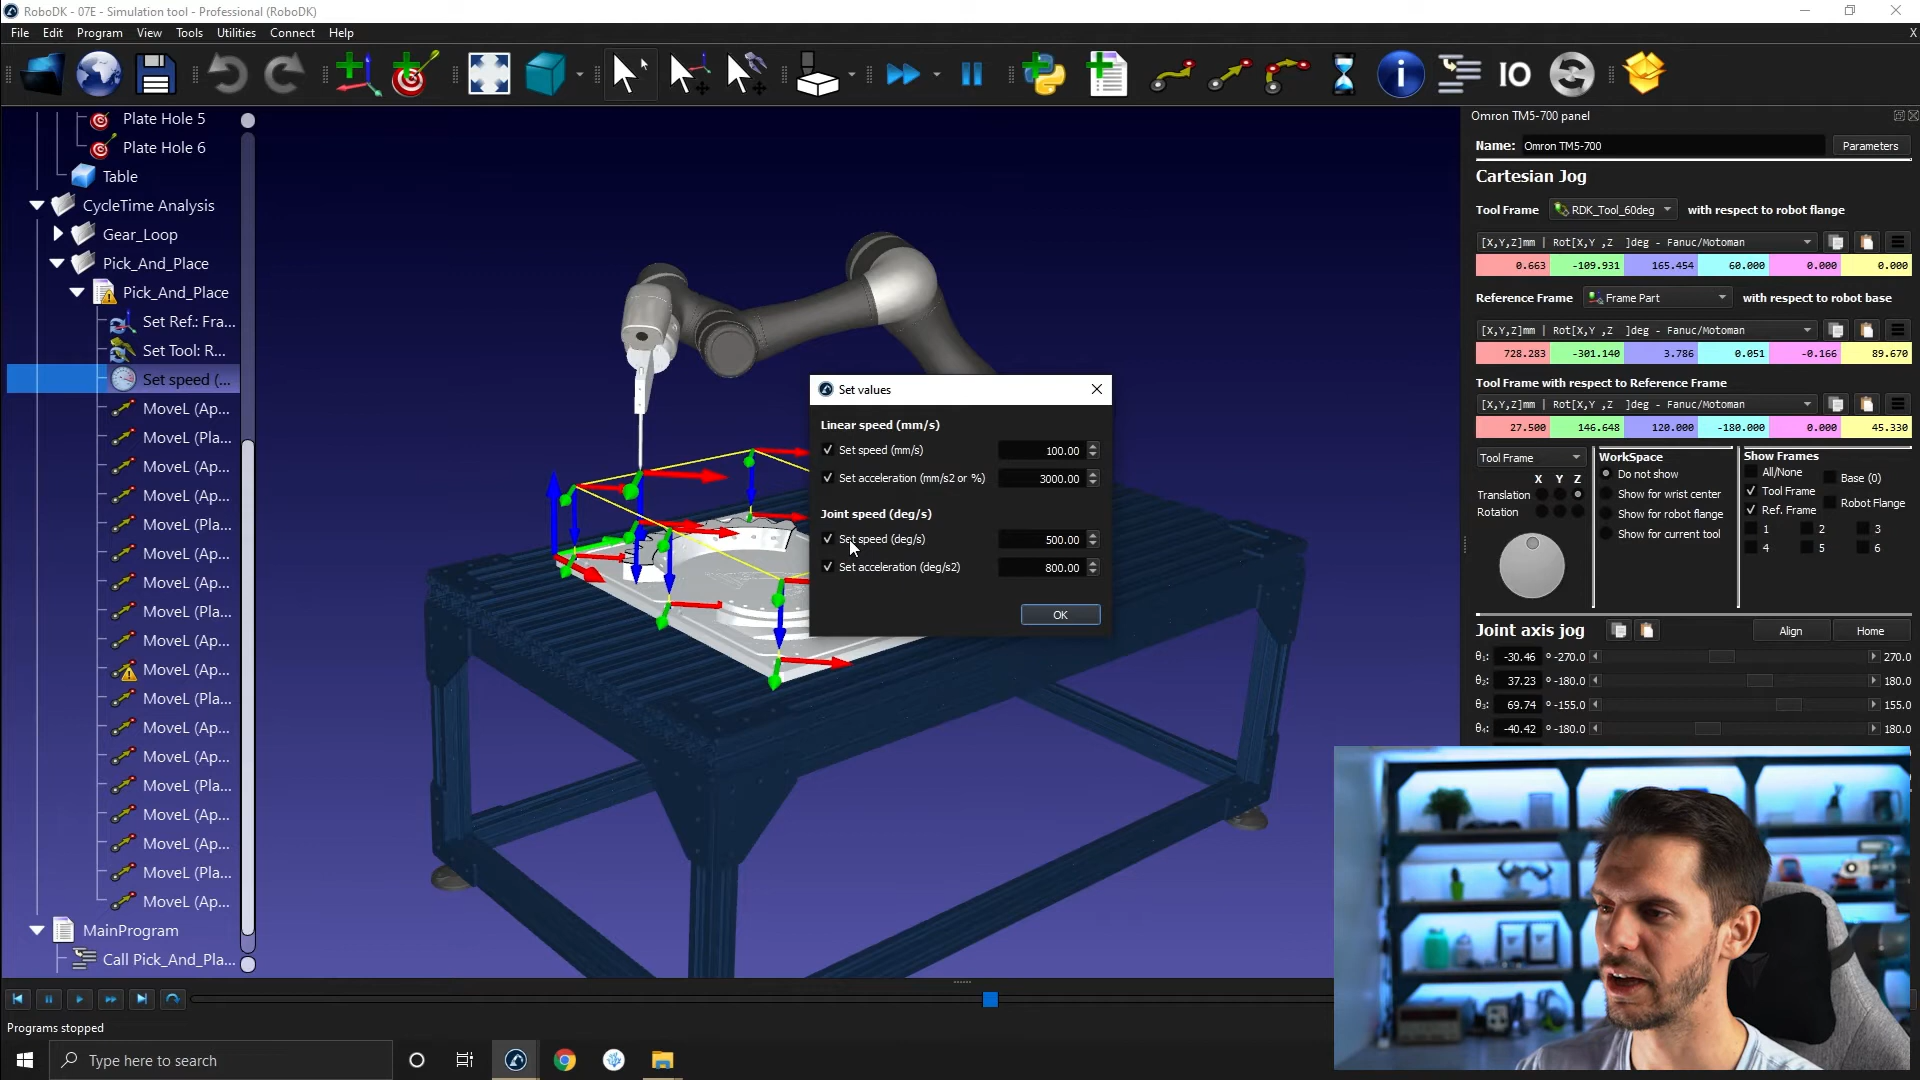 RoboDK - 07E - Simulation tool - Professional (RoboDK)
File Edit Program View Tools Utilities Connect Help
X
IO
Plate Hole 5
Plate Hole 6
Table
CycleTime Analysis
Gear_Loop
Pick_And_Place
Pick_And_Place
Set Ref.: Fra...
Set Tool: R...
Set speed (...
MoveL (Ap...
MoveL (Pla...
MoveL (Ap...
MoveL (Ap...
MoveL (Pla...
MoveL (Ap...
MoveL (Ap...
MoveL (Pla...
MoveL (Ap...
MoveL (Ap...
MoveL (Pla...
MoveL (Ap...
MoveL (Ap...
MoveL (Pla...
MoveL (Ap...
MoveL (Ap...
MoveL (Pla...
MoveL (Ap...
MainProgram
Call Pick_And_Pla...
Set values
Linear speed (mm/s)
Set speed (mm/s) 100.00
Set acceleration (mm/s2 or %) 3000.00
Joint speed (deg/s)
Set speed (deg/s) 500.00
Set acceleration (deg/s2) 800.00
OK
Omron TM5-700 panel
Name: Omron TM5-700 Parameters
Cartesian Jog
Tool Frame RDK_Tool_60deg with respect to robot flange
[X,Y,Z]mm | Rot[X,Y ,Z ]deg - Fanuc/Motoman
0.663 -109.931 165.454 60.000 0.000 0.000
Reference Frame Frame Part with respect to robot base
[X,Y,Z]mm | Rot[X,Y ,Z ]deg - Fanuc/Motoman
728.283 -301.140 3.786 0.051 -0.166 89.670
Tool Frame with respect to Reference Frame
[X,Y,Z]mm | Rot[X,Y ,Z ]deg - Fanuc/Motoman
27.500 146.648 120.000 -180.000 0.000 45.330
Tool Frame
X Y Z
Translation
Rotation
WorkSpace
Do not show
Show for wrist center
Show for robot flange
Show for current tool
Show Frames
All/None Base (0)
Tool Frame
Robot Flange
Ref. Frame
1 2 3
4 5 6
Joint axis jog Align Home
θ₁: -30.46 º -270.0 270.0
θ₂: 37.23 º -180.0 180.0
θ₃: 69.74 º -155.0 155.0
θ₄: -40.42 º -180.0 180.0
Programs stopped
Type here to search